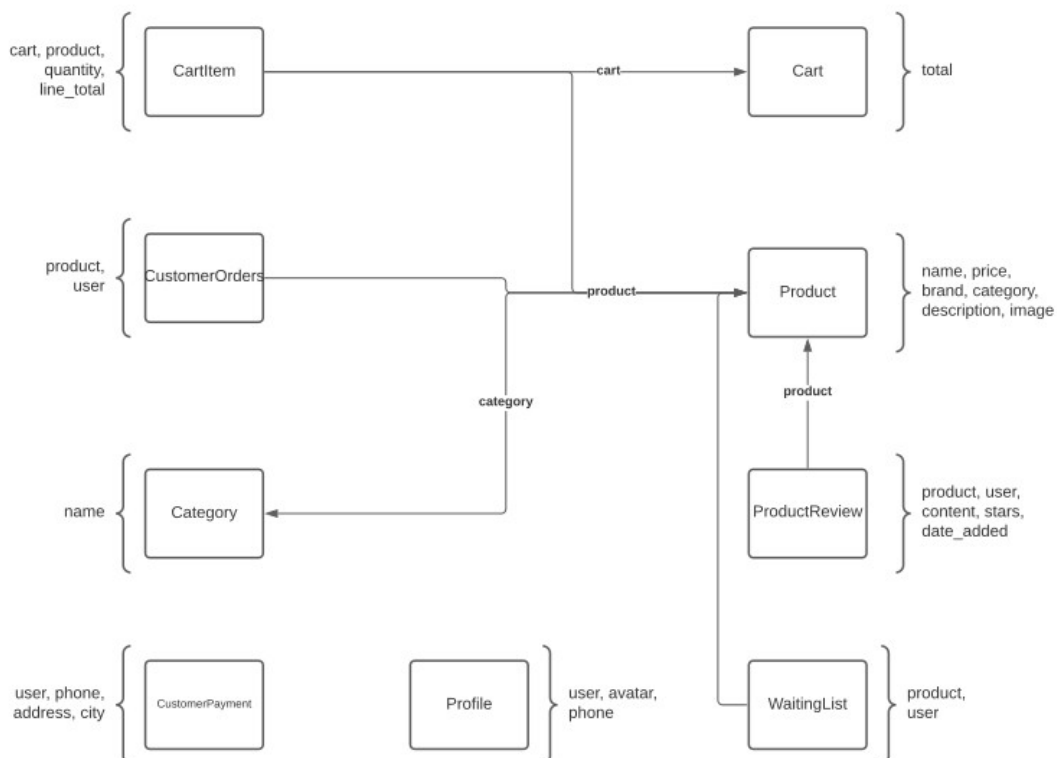 cart, product,
quantity,
line_total
CartItem
cart
Cart
total
product,
user
CustomerOrders
product
Product
name, price,
brand, category,
description, image
category
product
name
Category
ProductReview
product, user,
content, stars,
date_added
user, phone,
address, city
CustomerPayment
Profile
user, avatar,
phone
WaitingList
product,
user